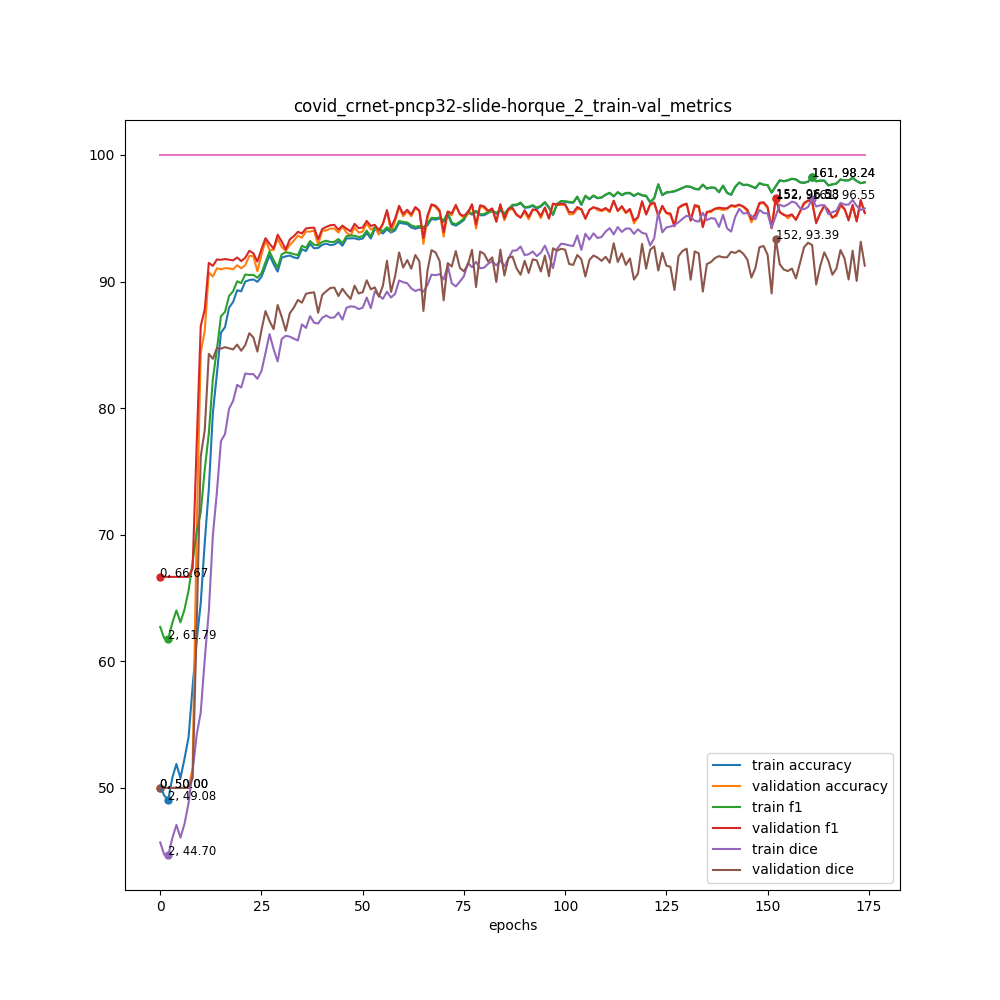 covid_crnet-pncp32-slide-horque_2_train-val_metrics
100
161, 98.24
96.55
152, 93.39
90
80
70
0, 66.67
2, 61.79
60
0, 50.00
50
2, 49.08
2, 44.70
train accuracy
validation accuracy
train f1
validation f1
train dice
validation dice
0
25
50
75
100
125
150
175
epochs